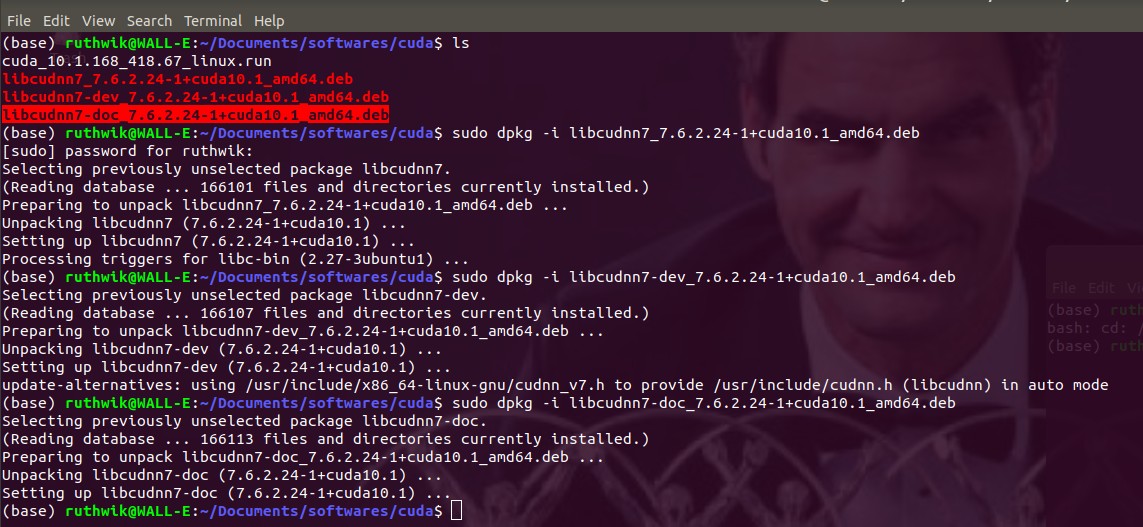 File Edit View Search Terminal Help
(base) ruthwik@WALL-E:~/Documents/softwares/cuda$ ls
cuda_10.1.168_418.67_linux.run
libcudnn7_7.6.2.24-1+cuda10.1_amd64.deb
libcudnn7-dev_7.6.2.24-1+cuda10.1_amd64.deb
libcudnn7-doc_7.6.2.24-1+cuda10.1_amd64.deb
(base) ruthwik@WALL-E:~/Documents/softwares/cuda$ sudo dpkg -i libcudnn7_7.6.2.24-1+cuda10.1_amd64.deb
[sudo] password for ruthwik:
Selecting previously unselected package libcudnn7.
(Reading database ... 166101 files and directories currently installed.)
Preparing to unpack libcudnn7_7.6.2.24-1+cuda10.1_amd64.deb ...
Unpacking libcudnn7 (7.6.2.24-1+cuda10.1) ...
Setting up libcudnn7 (7.6.2.24-1+cuda10.1) ...
Processing triggers for libc-bin (2.27-3ubuntu1) ...
(base) ruthwik@WALL-E:~/Documents/softwares/cuda$ sudo dpkg -i libcudnn7-dev_7.6.2.24-1+cuda10.1_amd64.deb
Selecting previously unselected package libcudnn7-dev.
(Reading database ... 166107 files and directories currently installed.)
Preparing to unpack libcudnn7-dev_7.6.2.24-1+cuda10.1_amd64.deb ...
Unpacking libcudnn7-dev (7.6.2.24-1+cuda10.1) ...
Setting up libcudnn7-dev (7.6.2.24-1+cuda10.1) ...
update-alternatives: using /usr/include/x86_64-linux-gnu/cudnn_v7.h to provide /usr/include/cudnn.h (libcudnn) in auto mode
(base) ruthwik@WALL-E:~/Documents/softwares/cuda$ sudo dpkg -i libcudnn7-doc_7.6.2.24-1+cuda10.1_amd64.deb
Selecting previously unselected package libcudnn7-doc.
(Reading database ... 166113 files and directories currently installed.)
Preparing to unpack libcudnn7-doc_7.6.2.24-1+cuda10.1_amd64.deb ...
Unpacking libcudnn7-doc (7.6.2.24-1+cuda10.1) ...
Setting up libcudnn7-doc (7.6.2.24-1+cuda10.1) ...
(base) ruthwik@WALL-E:~/Documents/softwares/cuda$
File Edit
(base)
bash: cd: /
(base)